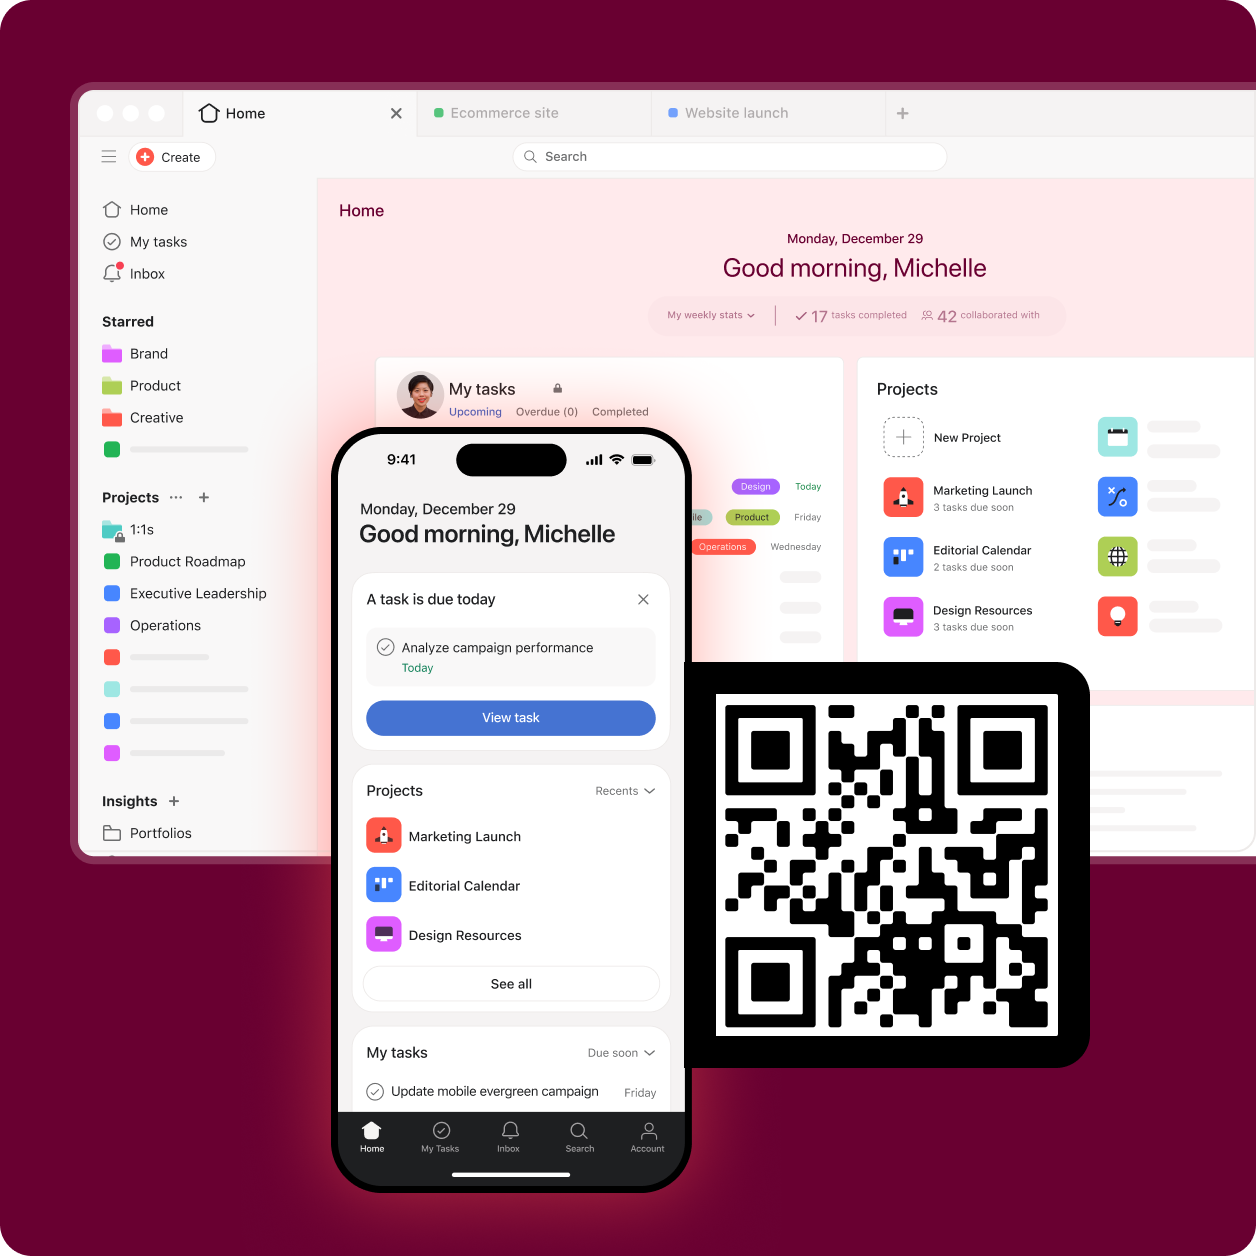 Home
Ecommerce site
Website launch
Create
Search
Home
My tasks
Inbox
Starred
Brand
Product
Creative
Projects
1:1s
Product Roadmap
Executive Leadership
Operations
Insights
Portfolios
Home
Monday, December 29
Good morning, Michelle
My weekly stats
17 tasks completed
42 collaborated with
My tasks
Upcoming Overdue (0) Completed
Design Today
Product Friday
Operations Wednesday
Projects
New Project
Marketing Launch
3 tasks due soon
Editorial Calendar
2 tasks due soon
Design Resources
3 tasks due soon
9:41
Monday, December 29
Good morning, Michelle
A task is due today
Analyze campaign performance
Today
View task
Projects Recents
Marketing Launch
Editorial Calendar
Design Resources
See all
My tasks Due soon
Update mobile evergreen campaign Friday
Home My Tasks Inbox Search Account